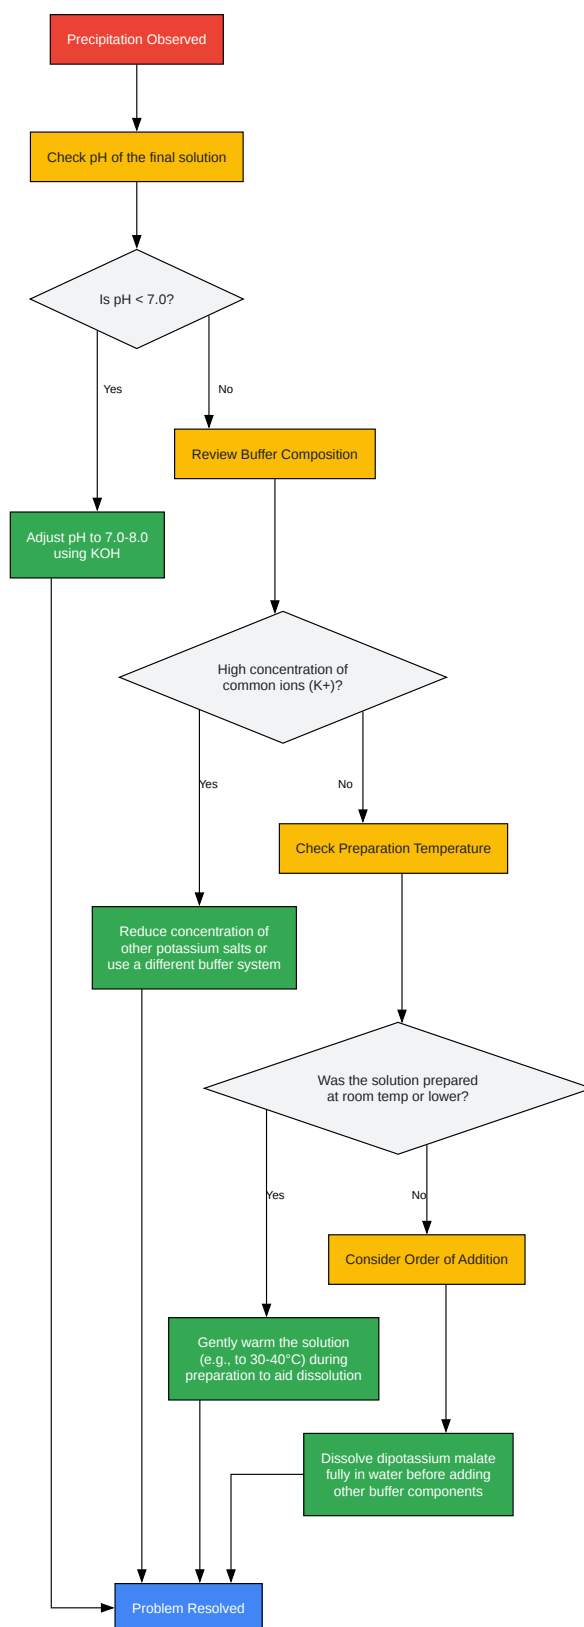 Precipitation Observed
Check pH of the final solution
Is pH < 7.0?
Yes
No
Review Buffer Composition
Adjust pH to 7.0-8.0
using KOH
High concentration of
common ions (K+)?
Yes
No
Check Preparation Temperature
Reduce concentration of
other potassium salts or
use a different buffer system
Was the solution prepared
at room temp or lower?
Yes
No
Consider Order of Addition
Gently warm the solution
(e.g., to 30-40°C) during
preparation to aid dissolution
Dissolve dipotassium malate
fully in water before adding
other buffer components
Problem Resolved